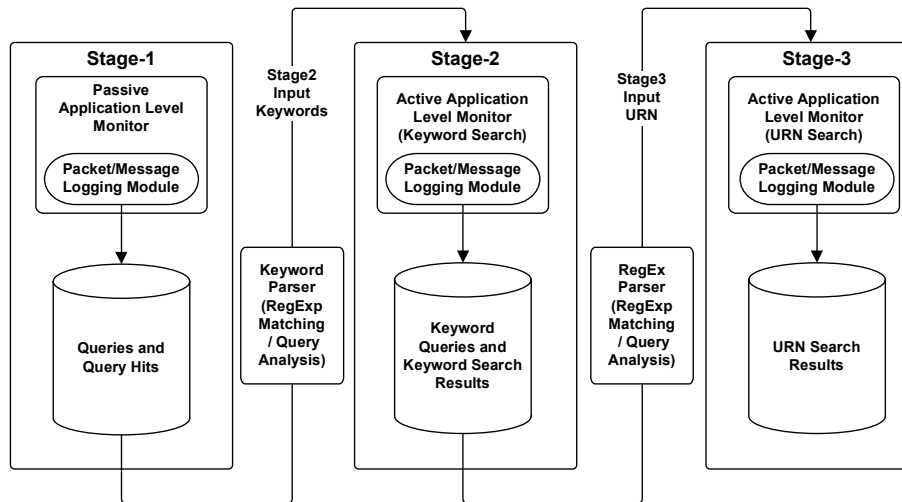 Stage-1
Passive
Application Level
Monitor
Packet/Message
Logging Module
Queries and
Query Hits
Stage2
Input
Keywords
Keyword
Parser
(RegExp
Matching
/ Query
Analysis)
Stage-2
Active Application
Level Monitor
(Keyword Search)
Packet/Message
Logging Module
Keyword
Queries and
Keyword Search
Results
Stage3
Input
URN
RegEx
Parser
(RegExp
Matching
/ Query
Analysis)
Stage-3
Active Application
Level Monitor
(URN Search)
Packet/Message
Logging Module
URN Search
Results